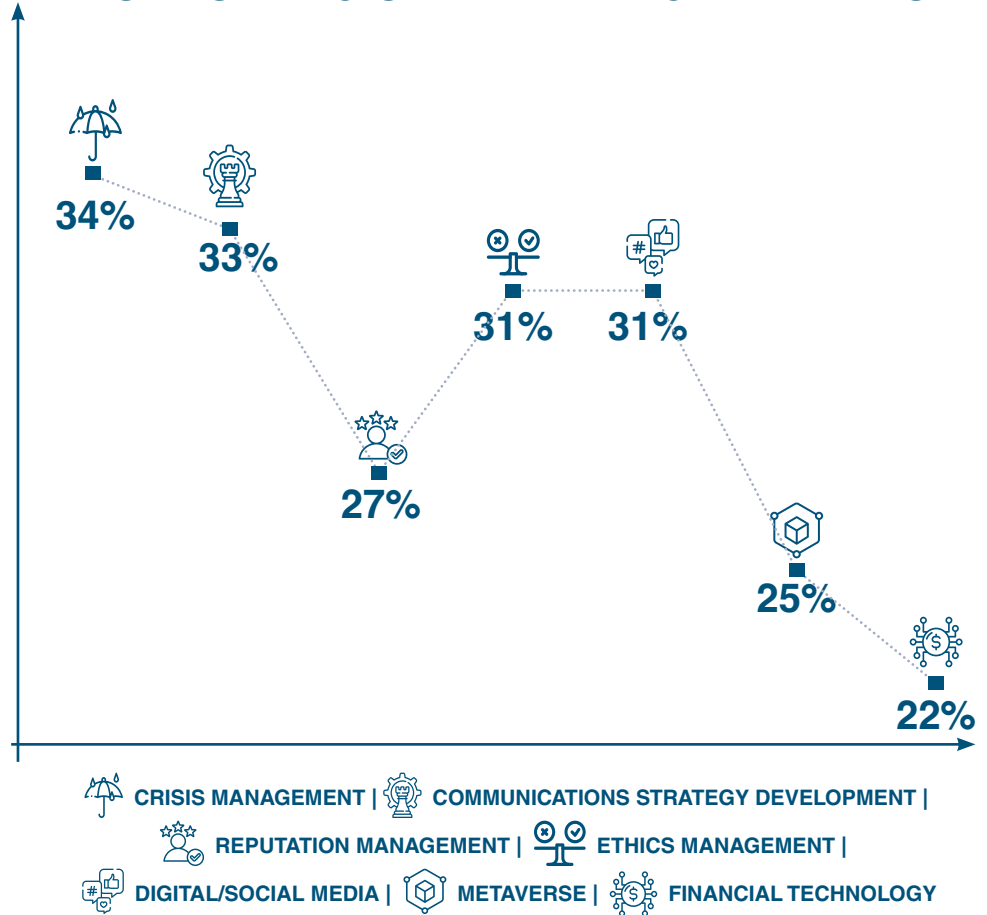 34%
33%
27%
31%
31%
25%
22%
CRISIS MANAGEMENT | COMMUNICATIONS STRATEGY DEVELOPMENT |
REPUTATION MANAGEMENT | ETHICS MANAGEMENT |
DIGITAL/SOCIAL MEDIA | METAVERSE | FINANCIAL TECHNOLOGY